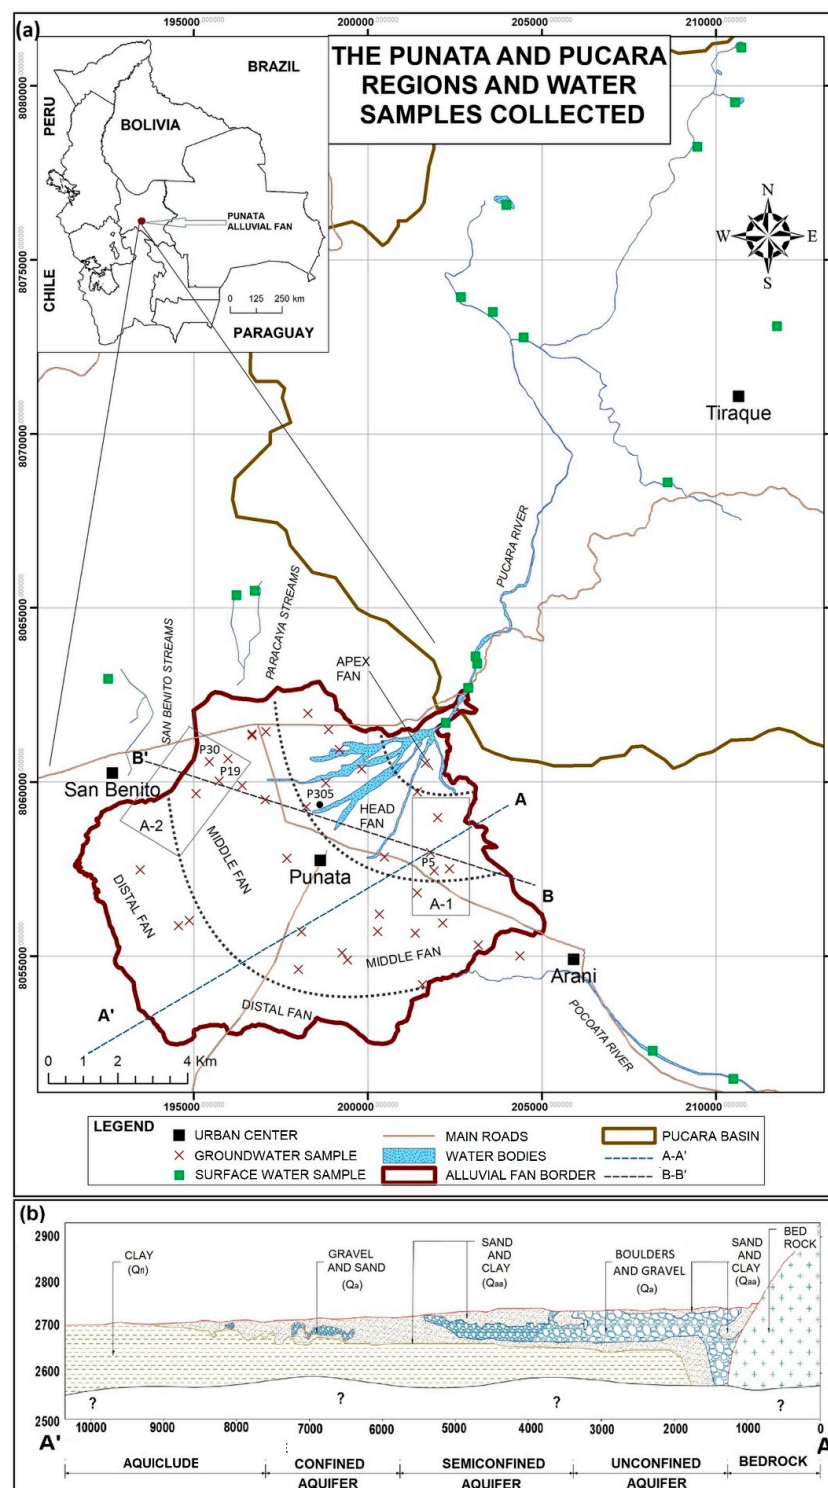 (a)
195000
200000
205000
210000
THE PUNATA AND PUCARA
REGIONS AND WATER
SAMPLES COLLECTED
BRAZIL
PERU
BOLIVIA
PUNATA
ALLUVIAL FAN
CHILE
0 125 250 km
PARAGUAY
N
W E
S
8080000
8075000
8070000
8065000
8060000
8055000
Tiraque
PUCARA RIVER
PARACAYA STREAMS
SAN BENITO STREAMS
APEX
FAN
B'
P30
P19
San Benito
A-2
P305
HEAD
FAN
A
MIDDLE FAN
Punata
P5
B
A-1
DISTAL FAN
MIDDLE FAN
Arani
DISTAL FAN
A'
POCOATA RIVER
0 1 2 4 Km
195000
200000
205000
210000
LEGEND
URBAN CENTER
MAIN ROADS
PUCARA BASIN
GROUNDWATER SAMPLE
WATER BODIES
A-A'
SURFACE WATER SAMPLE
ALLUVIAL FAN BORDER
B-B'
(b)
2900
2800
2700
2600
2500
CLAY
(Qfl)
GRAVEL
AND SAND
(Qa)
SAND
AND
CLAY
(Qaa)
BOULDERS
AND GRAVEL
(Qa)
SAND
AND
CLAY
(Qaa)
BED
ROCK
? ? ? ?
10000 9000 8000 7000 6000 5000 4000 3000 2000 1000 0
A' A
AQUICLUDE
CONFINED
AQUIFER
SEMICONFINED
AQUIFER
UNCONFINED
AQUIFER
BEDROCK